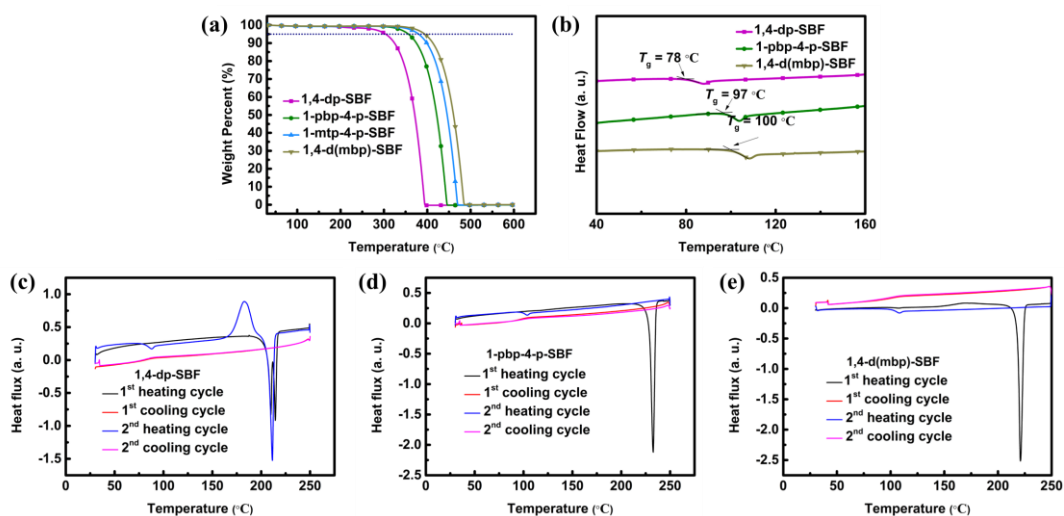 (a)
100
90
80
70
60
50
40
30
20
10
0
Weight Percent (%)
1,4-dp-SBF
1-pbp-4-p-SBF
1-mtp-4-p-SBF
1,4-d(mbp)-SBF
100 200 300 400 500 600
Temperature (°C)
(b)
Heat Flow (a. u.)
1,4-dp-SBF
1-pbp-4-p-SBF
1,4-d(mbp)-SBF
Tg = 78 °C
Tg = 97 °C
Tg = 100 °C
40 80 120 160
Temperature (°C)
(c)
1.0
0.5
0.0
-0.5
-1.0
-1.5
Heat flux (a. u.)
1,4-dp-SBF
1st heating cycle
1st cooling cycle
2nd heating cycle
2nd cooling cycle
0 50 100 150 200 250
Temperature (°C)
(d)
0.5
0.0
-0.5
-1.0
-1.5
-2.0
-2.5
Heat flux (a. u.)
1-pbp-4-p-SBF
1st heating cycle
1st cooling cycle
2nd heating cycle
2nd cooling cycle
0 50 100 150 200 250
Temperature (°C)
(e)
0.5
0.0
-0.5
-1.0
-1.5
-2.0
-2.5
Heat flux (a. u.)
1,4-d(mbp)-SBF
1st heating cycle
1st cooling cycle
2nd heating cycle
2nd cooling cycle
0 50 100 150 200 250
Temperature (°C)